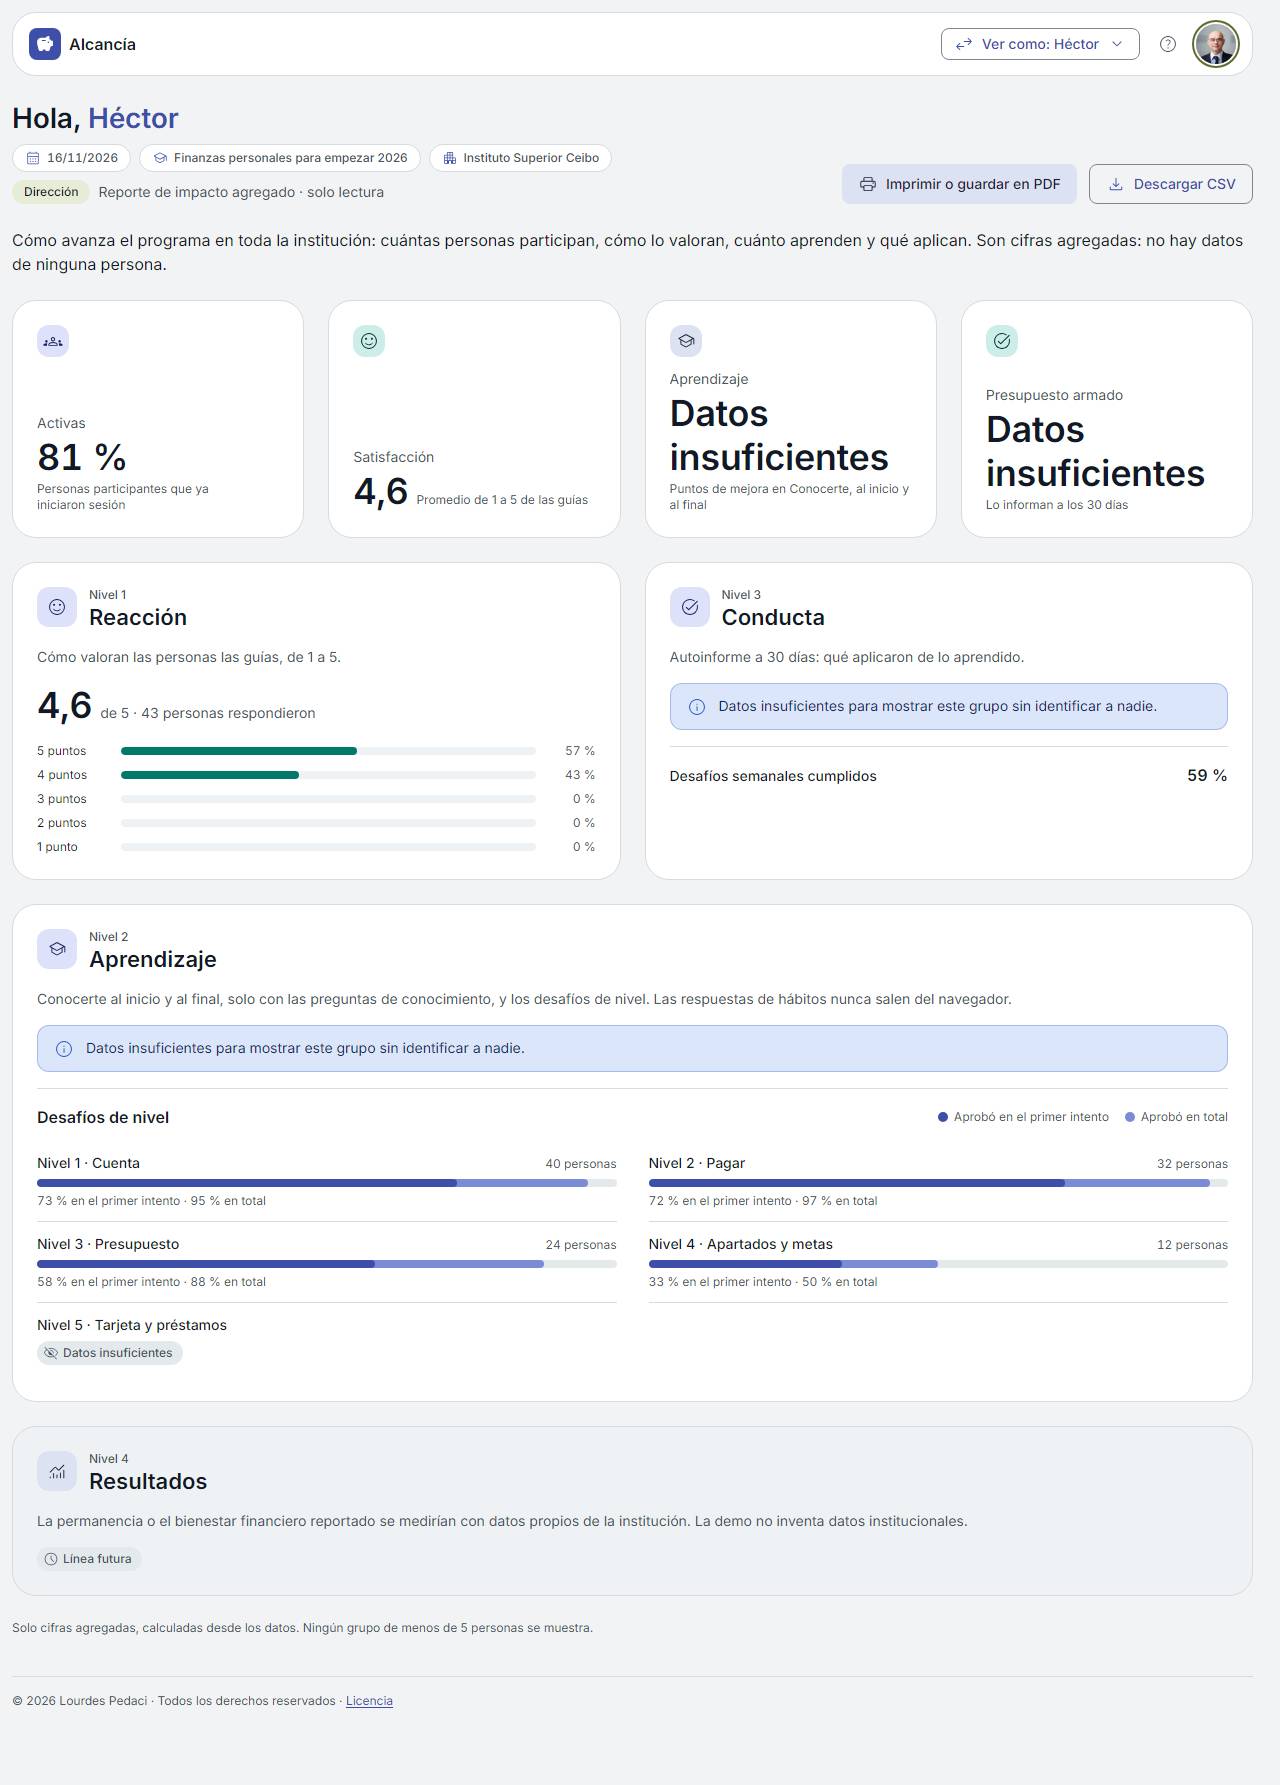 Alcancía
Ver como: Héctor
Hola, Héctor
16/11/2026
Finanzas personales para empezar 2026
Instituto Superior Ceibo
Dirección
Reporte de impacto agregado · solo lectura
Imprimir o guardar en PDF
Descargar CSV
Cómo avanza el programa en toda la institución: cuántas personas participan, cómo lo valoran, cuánto aprenden y qué aplican. Son cifras agregadas: no hay datos
de ninguna persona.
Activas
81 %
Personas participantes que ya
iniciaron sesión
Satisfacción
4,6 Promedio de 1 a 5 de las guías
Aprendizaje
Datos
insuficientes
Puntos de mejora en Conocerte, al inicio y
al final
Presupuesto armado
Datos
insuficientes
Lo informan a los 30 días
Nivel 1
Reacción
Cómo valoran las personas las guías, de 1 a 5.
4,6 de 5 · 43 personas respondieron
5 puntos 57 %
4 puntos 43 %
3 puntos 0 %
2 puntos 0 %
1 punto 0 %
Nivel 3
Conducta
Autoinforme a 30 días: qué aplicaron de lo aprendido.
Datos insuficientes para mostrar este grupo sin identificar a nadie.
Desafíos semanales cumplidos 59 %
Nivel 2
Aprendizaje
Conocerte al inicio y al final, solo con las preguntas de conocimiento, y los desafíos de nivel. Las respuestas de hábitos nunca salen del navegador.
Datos insuficientes para mostrar este grupo sin identificar a nadie.
Desafíos de nivel
Aprobó en el primer intento
Aprobó en total
Nivel 1 · Cuenta 40 personas
73 % en el primer intento · 95 % en total
Nivel 2 · Pagar 32 personas
72 % en el primer intento · 97 % en total
Nivel 3 · Presupuesto 24 personas
58 % en el primer intento · 88 % en total
Nivel 4 · Apartados y metas 12 personas
33 % en el primer intento · 50 % en total
Nivel 5 · Tarjeta y préstamos
Datos insuficientes
Nivel 4
Resultados
La permanencia o el bienestar financiero reportado se medirían con datos propios de la institución. La demo no inventa datos institucionales.
Línea futura
Solo cifras agregadas, calculadas desde los datos. Ningún grupo de menos de 5 personas se muestra.
© 2026 Lourdes Pedaci · Todos los derechos reservados · Licencia